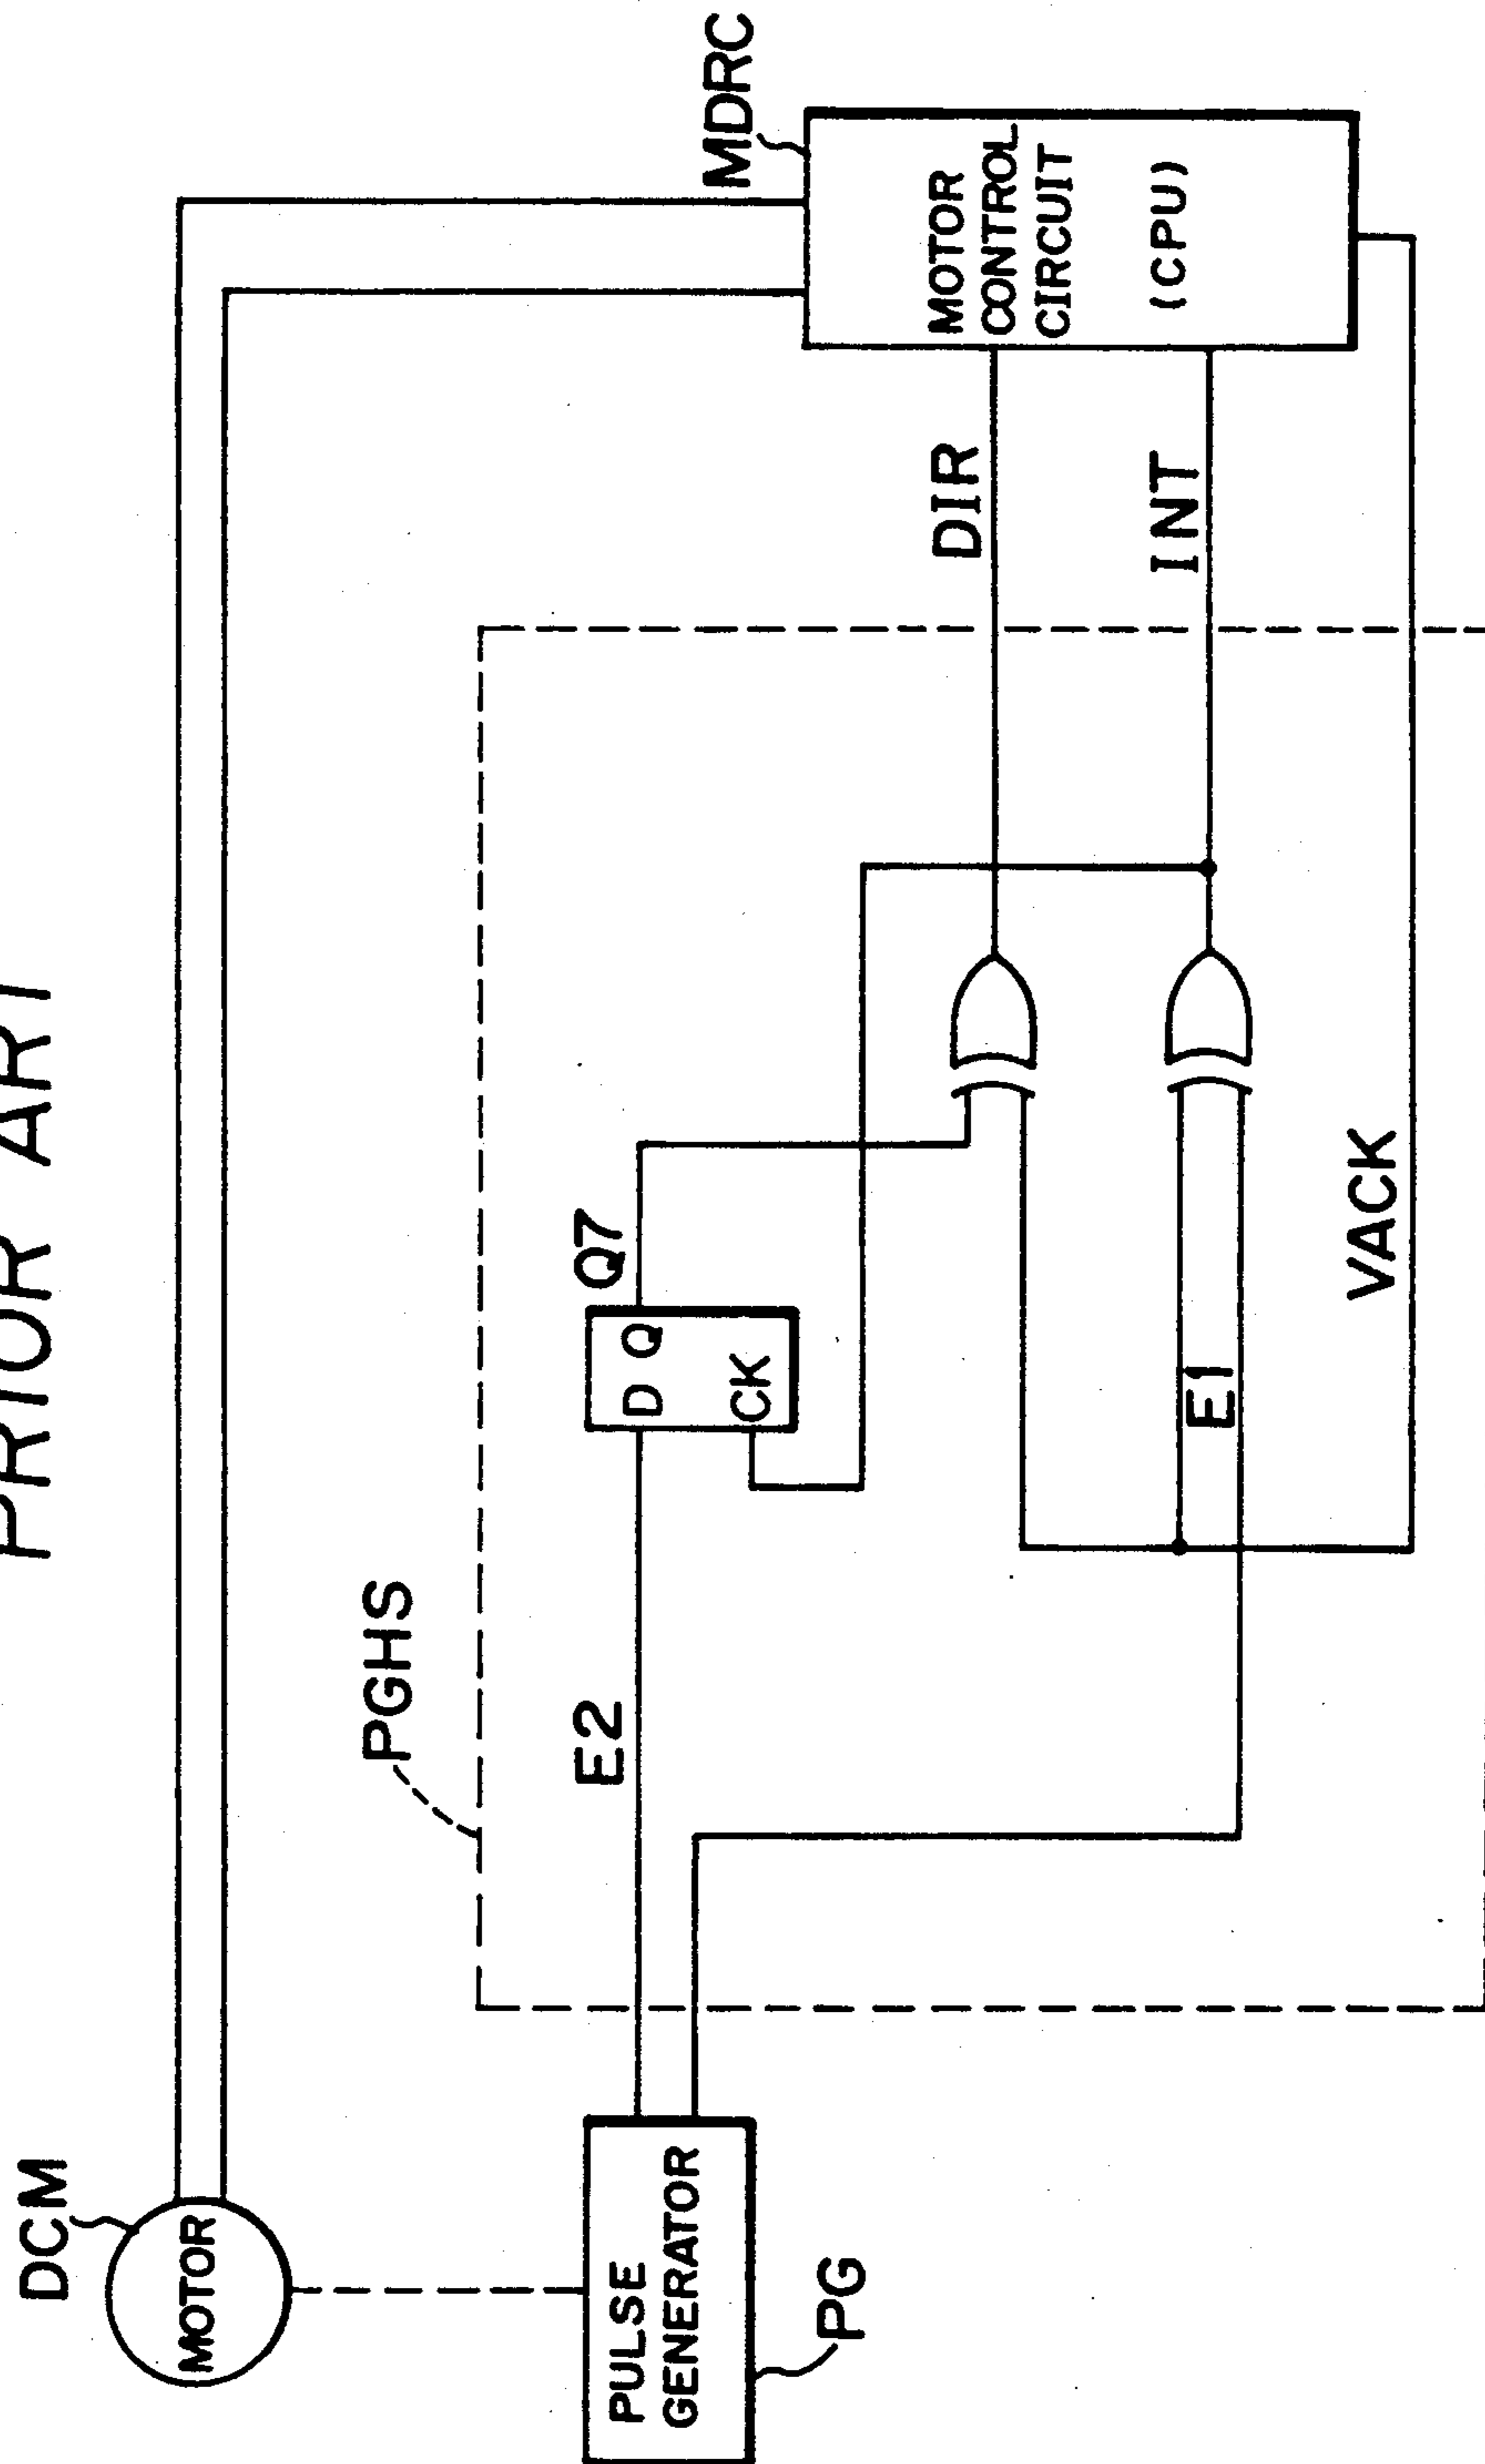 PRIOR ART
DCM
MOTOR
PGHS
MDRC
PULSE
GENERATOR
PG
E2
Q7
D Q
CK
E1
VACK
DIR
INT
MOTOR
CONTROL
CIRCUIT
(CPU)